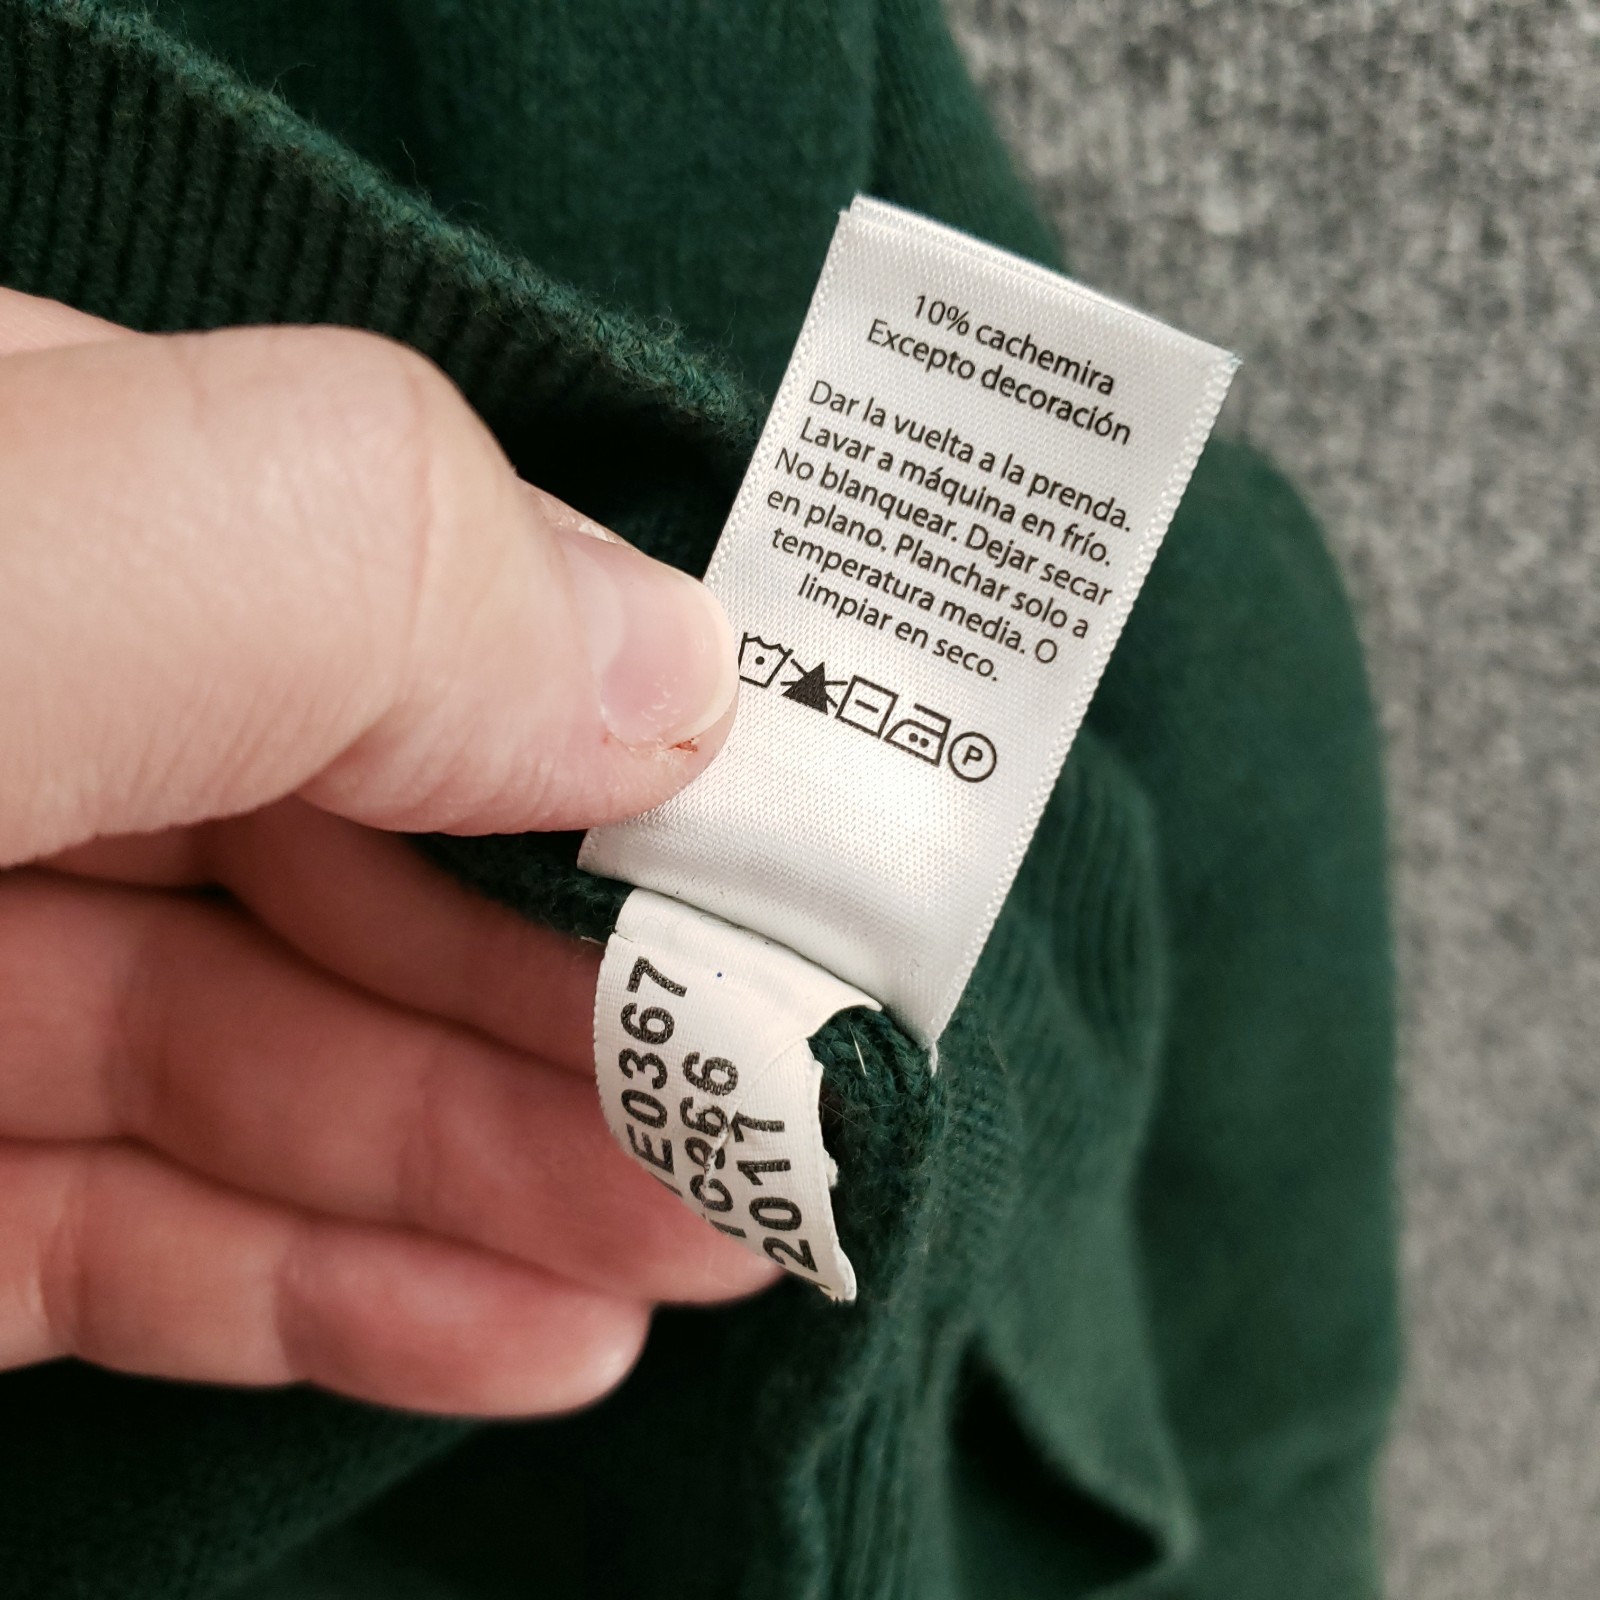 10% cachemira
Excepto decoración
Dar la vuelta a la prenda.
Lavar a máquina en frío.
No blanquear. Dejar secar
en plano. Planchar solo a
temperatura media. O
limpiar en seco.
P
E0367
2011